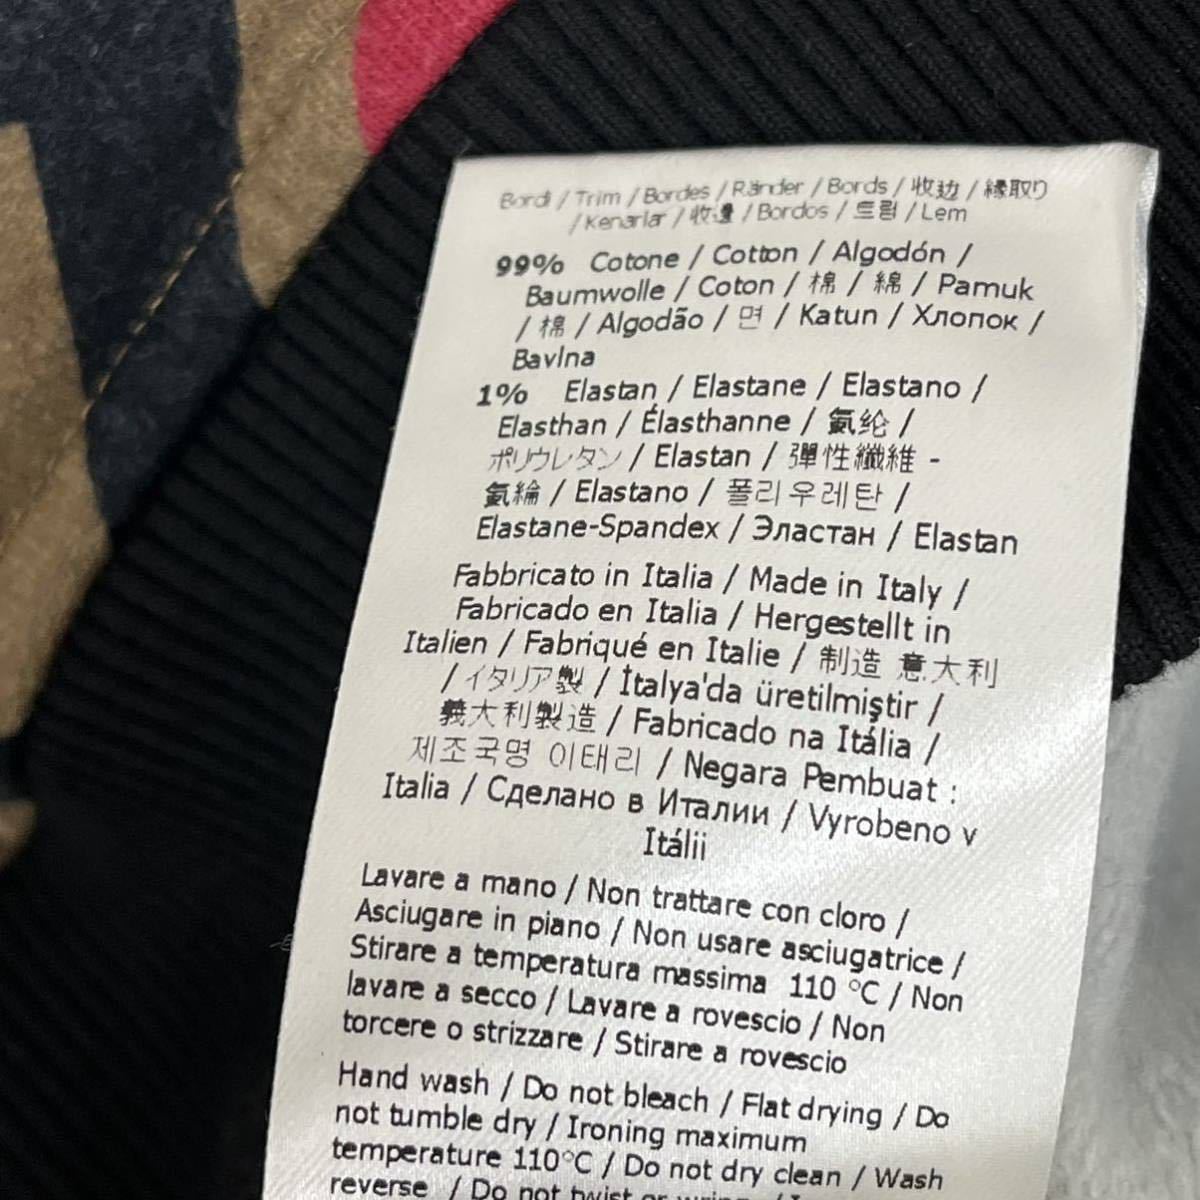 Bordi / Trim / Bordes / Ränder / Bords / 收边 / 縁取り
/ Kenarlar / 收邊 / Bordos / 트림 / Lem
99% Cotone / Cotton / Algodón /
Baumwolle / Coton / 棉 / 綿 / Pamuk
/ 棉 / Algodão / 면 / Katun / Хлопок /
Bavlna
1% Elastan / Elastane / Elastano /
Elasthan / Élasthanne / 氨纶 /
ポリウレタン / Elastan / 彈性纖維 -
氨綸 / Elastano / 폴리우레탄 /
Elastane-Spandex / Эластан / Elastan
Fabbricato in Italia / Made in Italy /
Fabricado en Italia / Hergestellt in
Italien / Fabriqué en Italie / 制造 意大利
/ イタリア製 / İtalya'da üretilmiştir /
義大利製造 / Fabricado na Itália /
제조국명 이태리 / Negara Pembuat :
Italia / Сделано в Италии / Vyrobeno v
Itálii
Lavare a mano / Non trattare con cloro /
Asciugare in piano / Non usare asciugatrice /
Stirare a temperatura massima 110 °C / Non
lavare a secco / Lavare a rovescio / Non
torcere o strizzare / Stirare a rovescio
Hand wash / Do not bleach / Flat drying / Do
not tumble dry / Ironing maximum
temperature 110°C / Do not dry clean / Wash
reverse / Do not twist or